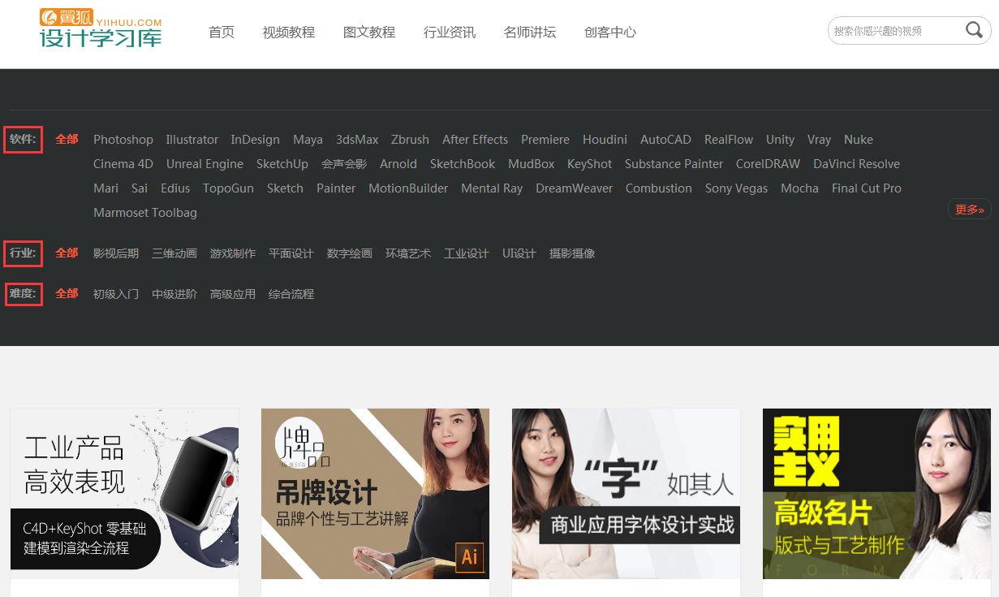 翼狐 YIIHUU.COM
设计学习库
首页 视频教程 图文教程 行业资讯 名师讲坛 创客中心
搜索你感兴趣的视频
软件: 全部 Photoshop Illustrator InDesign Maya 3dsMax Zbrush After Effects Premiere Houdini AutoCAD RealFlow Unity Vray Nuke
Cinema 4D Unreal Engine SketchUp 会声会影 Arnold SketchBook MudBox KeyShot Substance Painter CorelDRAW DaVinci Resolve
Mari Sai Edius TopoGun Sketch Painter MotionBuilder Mental Ray DreamWeaver Combustion Sony Vegas Mocha Final Cut Pro
Marmoset Toolbag
更多»
行业: 全部 影视后期 三维动画 游戏制作 平面设计 数字绘画 环境艺术 工业设计 UI设计 摄影摄像
难度: 全部 初级入门 中级进阶 高级应用 综合流程
工业产品
高效表现
C4D+KeyShot 零基础
建模到渲染全流程
牌品
吊牌设计
品牌个性与工艺讲解
Ai
“字” 如其人
商业应用字体设计实战
实用
主义
高级名片
版式与工艺制作
F O R M